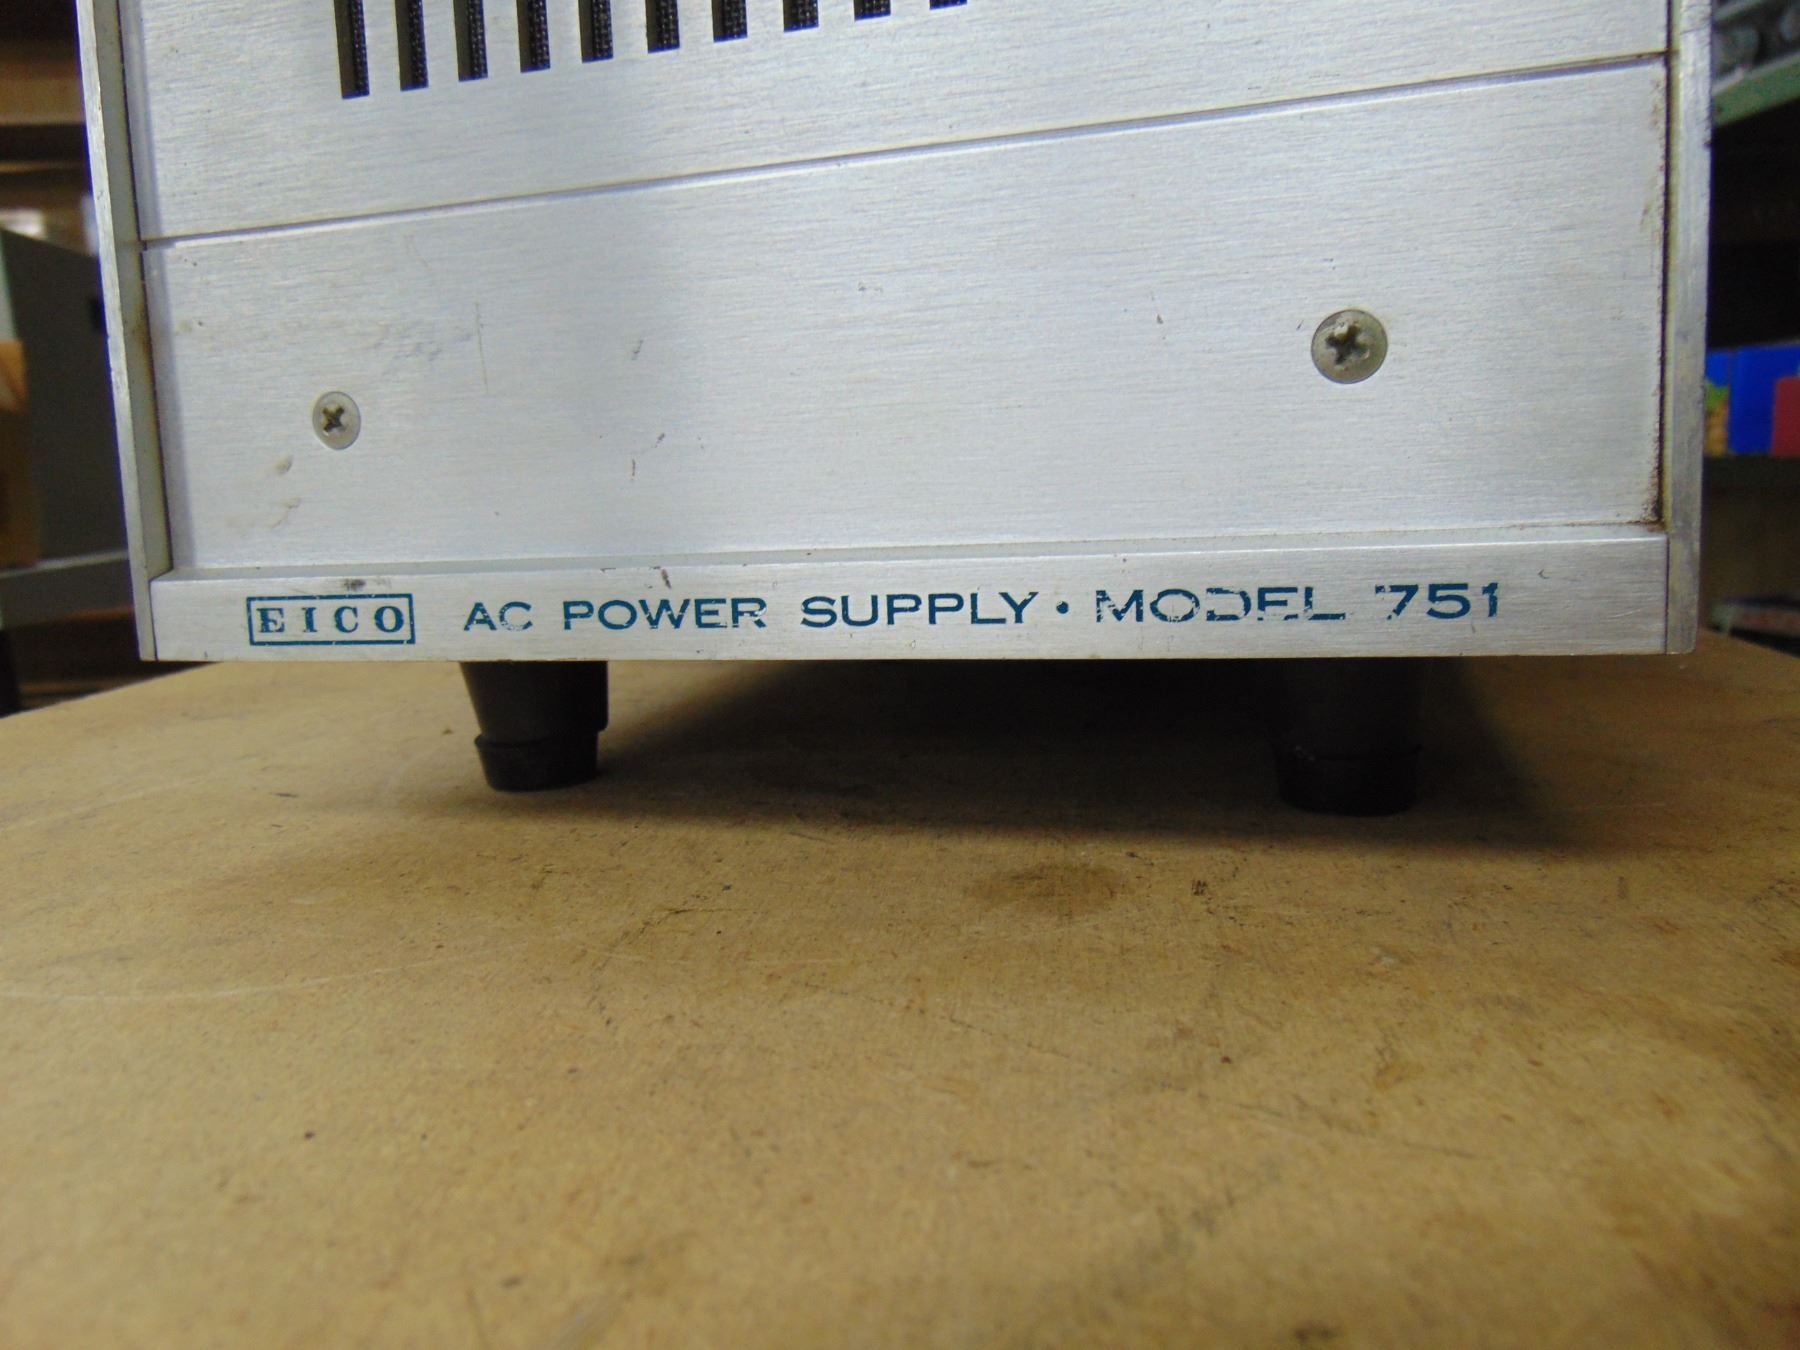 EICO AC POWER SUPPLY • MODEL 751